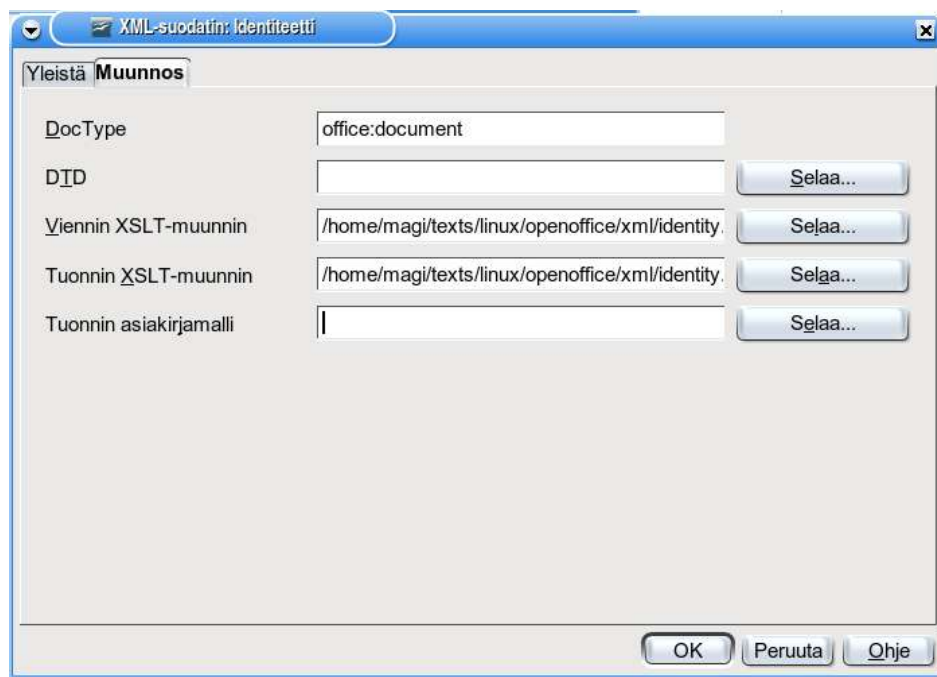 XML-suodatin: Identiteetti
Yleistä Muunnos
DocType office:document
DTD Selaa...
Viennin XSLT-muunnin /home/magi/texts/linux/openoffice/xml/identity. Selaa...
Tuonnin XSLT-muunnin /home/magi/texts/linux/openoffice/xml/identity. Selaa...
Tuonnin asiakirjamalli Selaa...
OK Peruuta Ohje